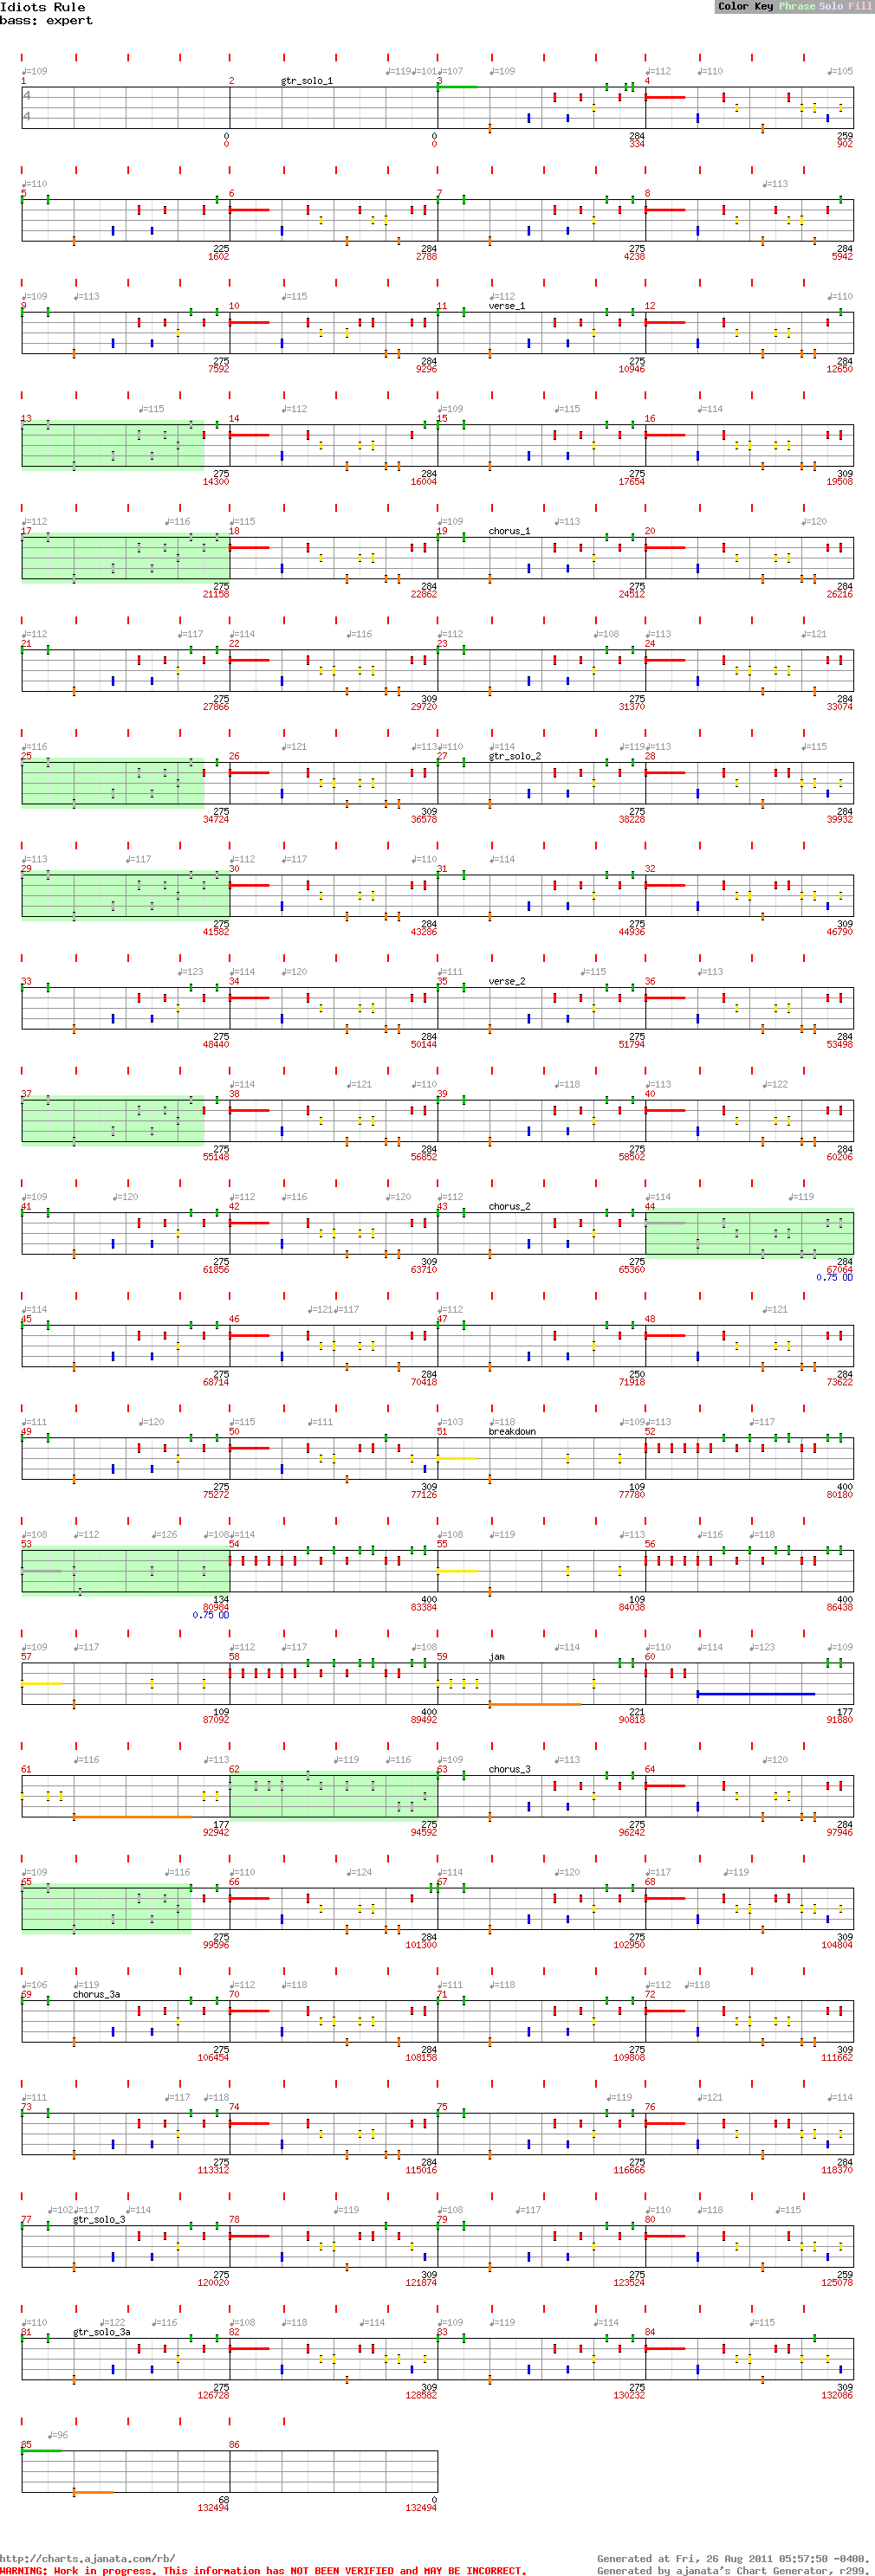 Idiots Rule
Color Key Phrase Solo Fill
bass: expert
♩=109 ♩=119 ♩=101 ♩=107 ♩=109 ♩=112 ♩=110 ♩=105
1 2 gtr_solo_1 3 4
4
4
0 0 284 259
0 0 334 902
♩=110 ♩=113
5 6 7 8
225 284 275 284
1602 2788 4238 5942
♩=109 ♩=113 ♩=115 ♩=112 ♩=110
9 10 11 verse_1 12
275 284 275 284
7592 9296 10946 12650
♩=115 ♩=112 ♩=109 ♩=115 ♩=114
13 14 15 16
275 284 275 309
14300 16004 17654 19508
♩=112 ♩=116 ♩=115 ♩=109 ♩=113 ♩=120
17 18 19 chorus_1 20
275 284 275 284
21158 22862 24512 26216
♩=112 ♩=117 ♩=114 ♩=116 ♩=112 ♩=108 ♩=113 ♩=121
21 22 23 24
275 309 275 284
27866 29720 31370 33074
♩=116 ♩=121 ♩=113 ♩=110 ♩=114 ♩=119 ♩=113 ♩=115
25 26 27 gtr_solo_2 28
275 309 275 284
34724 36578 38228 39932
♩=113 ♩=117 ♩=112 ♩=117 ♩=110 ♩=114
29 30 31 32
275 284 275 309
41582 43286 44936 46790
♩=123 ♩=114 ♩=120 ♩=111 ♩=115 ♩=113
33 34 35 verse_2 36
275 284 275 284
48440 50144 51794 53498
♩=114 ♩=121 ♩=110 ♩=118 ♩=113 ♩=122
37 38 39 40
275 284 275 284
55148 56852 58502 60206
♩=109 ♩=120 ♩=112 ♩=116 ♩=120 ♩=112 ♩=114 ♩=119
41 42 43 chorus_2 44
275 309 275 284
61856 63710 65360 67064
0.75 OD
♩=114 ♩=121 ♩=117 ♩=112 ♩=121
45 46 47 48
275 284 250 284
68714 70418 71918 73622
♩=111 ♩=120 ♩=115 ♩=111 ♩=103 ♩=118 ♩=109 ♩=113 ♩=117
49 50 51 breakdown 52
275 309 109 400
75272 77126 77780 80180
♩=108 ♩=112 ♩=126 ♩=108 ♩=114 ♩=108 ♩=119 ♩=113 ♩=116 ♩=118
53 54 55 56
134 400 109 400
80984 83384 84038 86438
0.75 OD
♩=109 ♩=117 ♩=112 ♩=117 ♩=108 ♩=109 ♩=114 ♩=110 ♩=114 ♩=123 ♩=109
57 58 59 jam 60
109 400 221 177
87092 89492 90818 91880
♩=116 ♩=113 ♩=119 ♩=116 ♩=109 ♩=113 ♩=120
61 62 63 chorus_3 64
177 275 275 284
92942 94592 96242 97946
♩=109 ♩=116 ♩=110 ♩=124 ♩=114 ♩=120 ♩=117 ♩=119
65 66 67 68
275 284 275 309
99596 101300 102950 104804
♩=106 ♩=119 ♩=112 ♩=118 ♩=111 ♩=118 ♩=112 ♩=118
69 chorus_3a 70 71 72
275 284 275 309
106454 108158 109808 111662
♩=111 ♩=117 ♩=118 ♩=119 ♩=121 ♩=114
73 74 75 76
275 284 275 284
113312 115016 116666 118370
♩=102 ♩=117 ♩=114 ♩=119 ♩=108 ♩=117 ♩=110 ♩=118 ♩=115
77 gtr_solo_3 78 79 80
275 309 275 259
120020 121874 123524 125078
♩=110 ♩=122 ♩=116 ♩=108 ♩=118 ♩=114 ♩=109 ♩=119 ♩=114 ♩=115
81 gtr_solo_3a 82 83 84
275 309 275 309
126728 128582 130232 132086
♩=96
85 86
68 0
132494 132494
http://charts.ajanata.com/rb/
Generated at Fri, 26 Aug 2011 05:57:50 -0400.
WARNING: Work in progress. This information has NOT BEEN VERIFIED and MAY BE INCORRECT.
Generated by ajanata's Chart Generator, r299.